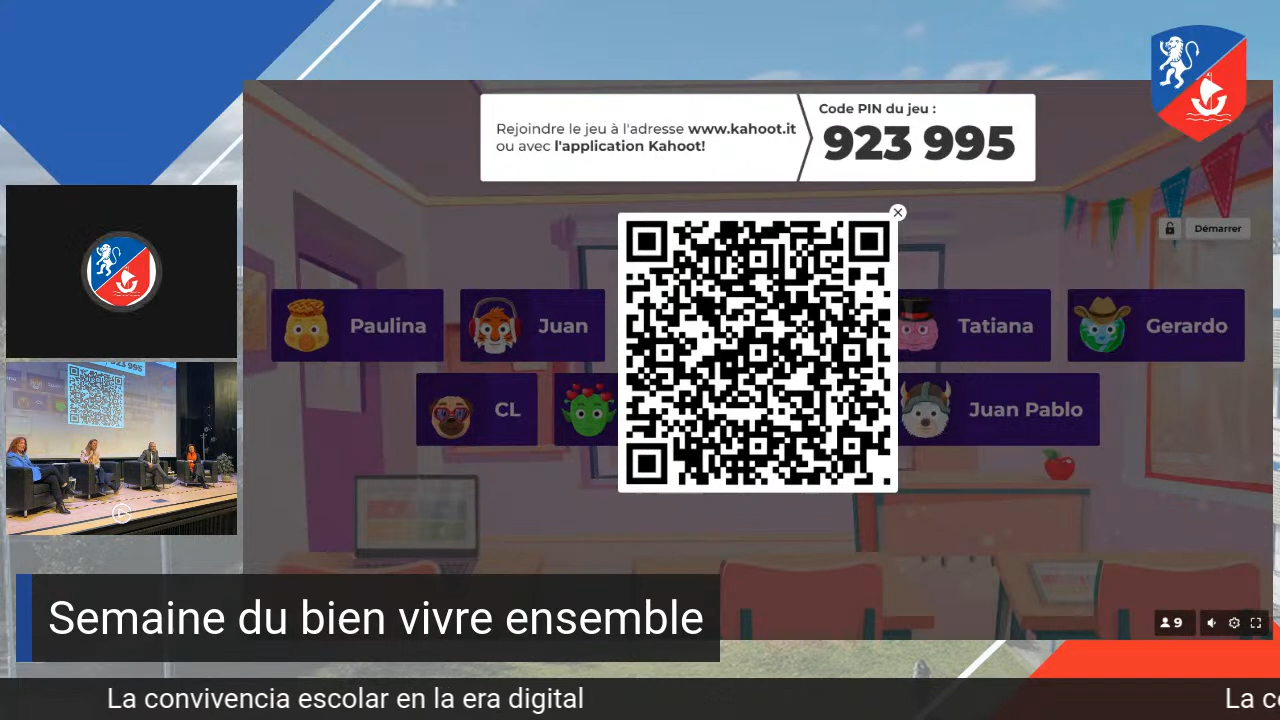 Rejoindre le jeu à l'adresse www.kahoot.it
ou avec l'application Kahoot!
Code PIN du jeu :
923 995
Démarrer
Paulina
Juan
Tatiana
Gerardo
CL
Juan Pablo
9
Semaine du bien vivre ensemble
La convivencia escolar en la era digital
La